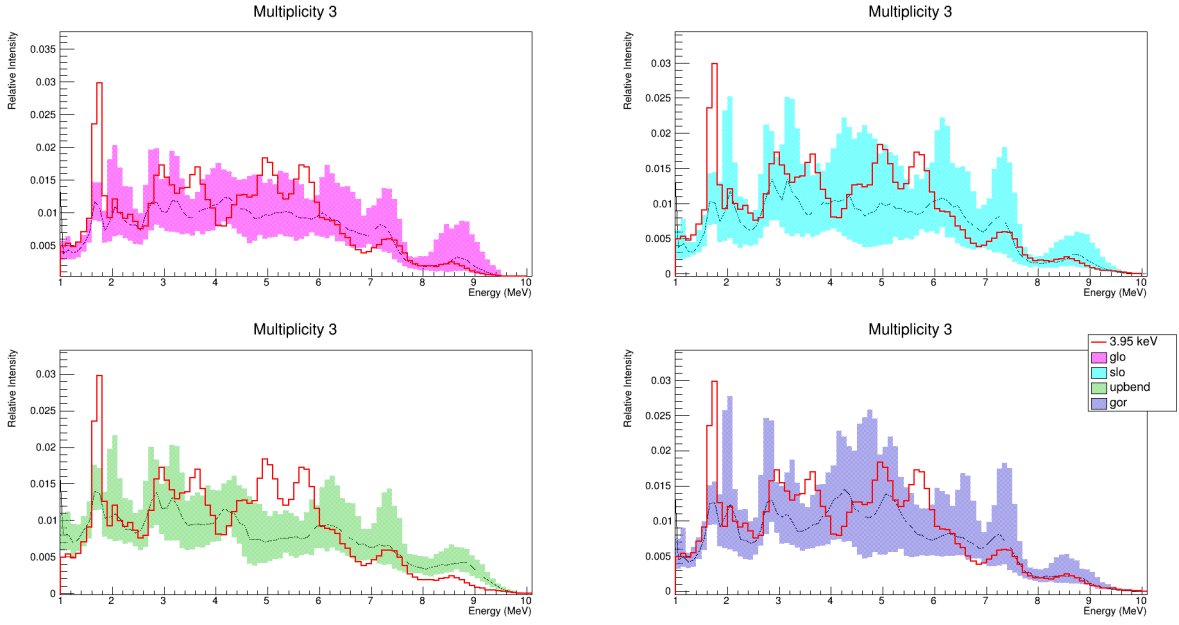 Multiplicity 3
Relative Intensity
0.035
0.03
0.025
0.02
0.015
0.01
0.005
1 2 3 4 5 6 7 8 9 10
Energy (MeV)
Multiplicity 3
Relative Intensity
0.03
0.025
0.02
0.015
0.01
0.005
0
1 2 3 4 5 6 7 8 9 10
Energy (MeV)
Multiplicity 3
Relative Intensity
0.03
0.025
0.02
0.015
0.01
0.005
0
1 2 3 4 5 6 7 8 9 10
Energy (MeV)
Multiplicity 3
3.95 keV
glo
slo
upbend
gor
Relative Intensity
0.03
0.025
0.02
0.015
0.01
0.005
0
1 2 3 4 5 6 7 8 9 10
Energy (MeV)